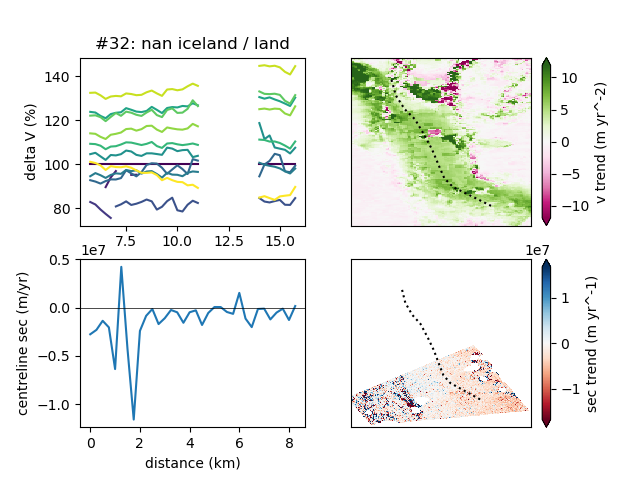 #32: nan iceland / land
delta V (%)
140
120
100
80
7.5 10.0 12.5 15.0
v trend (m yr^-2)
10
5
0
−5
−10
1e7
centreline sec (m/yr)
0.5
0.0
−0.5
−1.0
0 2 4 6 8
distance (km)
1e7
sec trend (m yr^-1)
1
0
−1